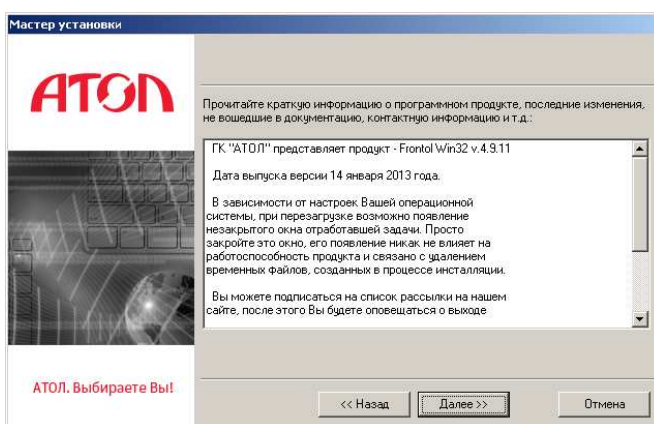 Мастер установки
АТОЛ
Прочитайте краткую информацию о программном продукте, последние изменения,
не вошедшие в документацию, контактную информацию и т.д.:
ГК "АТОЛ" представляет продукт - Frontol Win32 v.4.9.11
Дата выпуска версии 14 января 2013 года.
В зависимости от настроек Вашей операционной
системы, при перезагрузке возможно появление
незакрытого окна отработавшей задачи. Просто
закройте это окно, его появление никак не влияет на
работоспособность продукта и связано с удалением
временных файлов, созданных в процессе инсталляции.
Вы можете подписаться на список рассылки на нашем
сайте, после этого Вы будете оповещаться о выходе
АТОЛ. Выбираете Вы!
<< Назад
Далее >>
Отмена